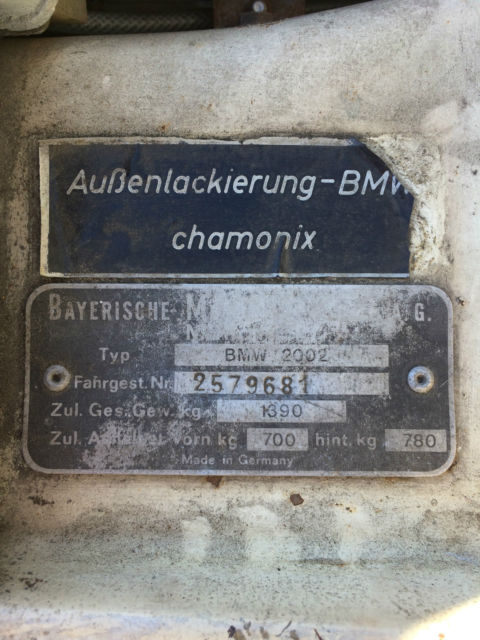 Außenlackierung-BMW
chamonix
BAYERISCHE M G.
Typ BMW 2002
Fahrgest. Nr. 2579681
Zul. Ges. Gew. kg 1390
Zul. vorn kg 700 hint. kg 780
Made in Germany